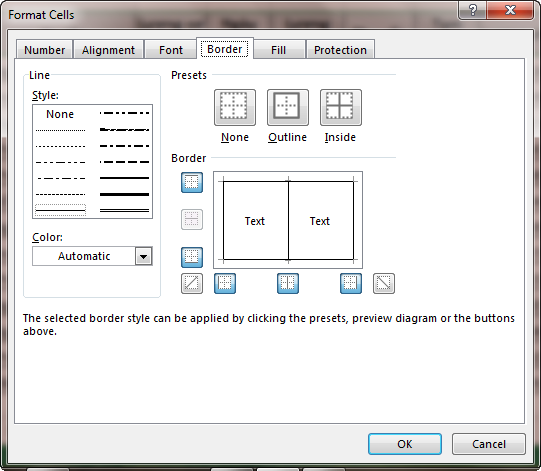 Format Cells
Number Alignment Font Border Fill Protection
Line
Style:
None
Color:
Automatic
Presets
None Outline Inside
Border
Text Text
The selected border style can be applied by clicking the presets, preview diagram or the buttons
above.
OK Cancel